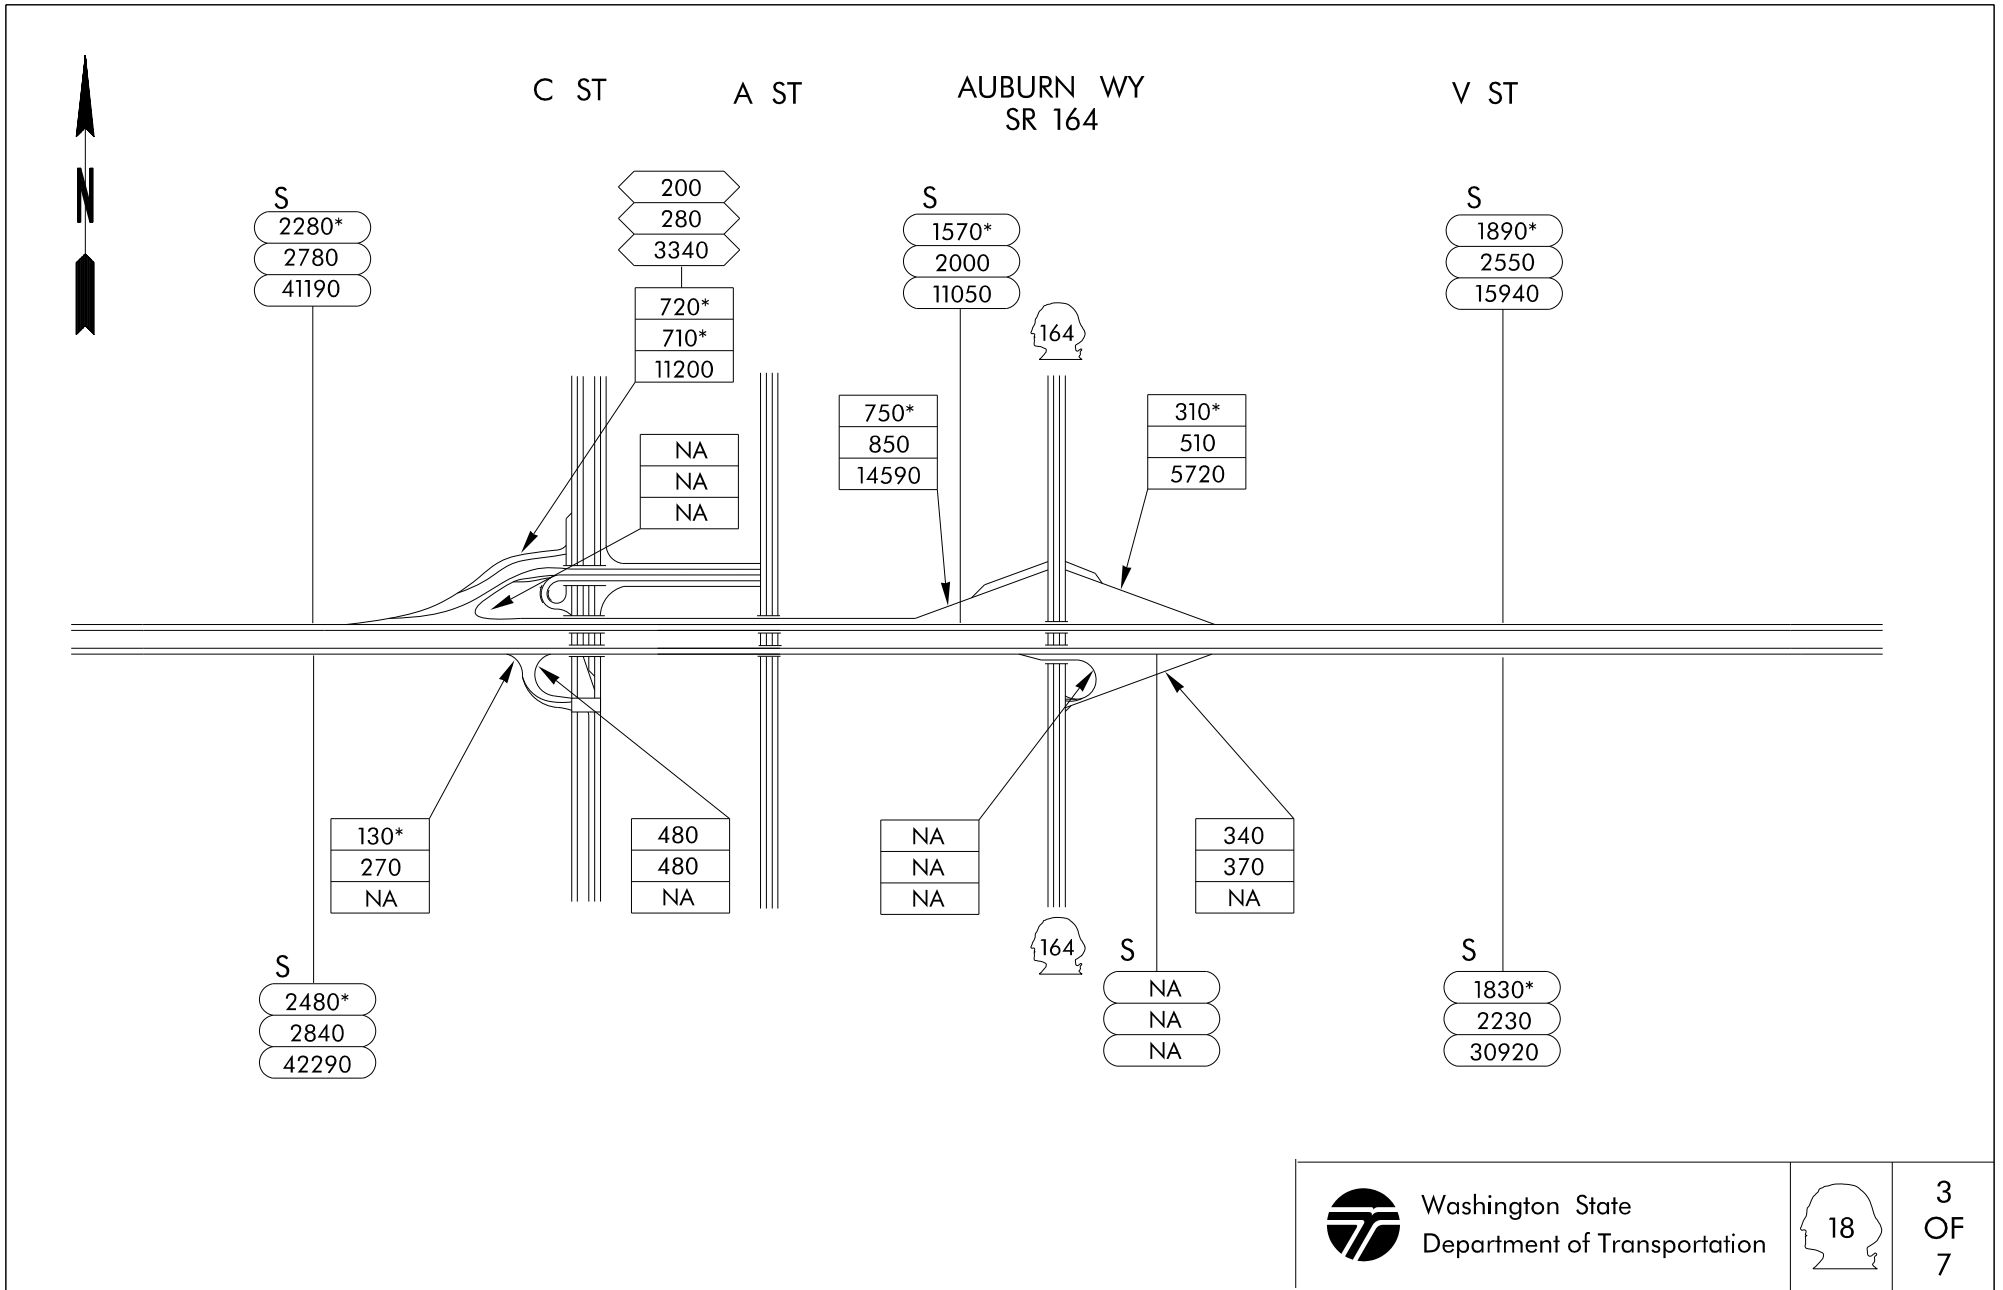 C ST
A ST
AUBURN WY
SR 164
V ST
N
S
2280*
2780
41190
200
280
3340
720*
710*
11200
NA
NA
NA
S
1570*
2000
11050
164
750*
850
14590
310*
510
5720
S
1890*
2550
15940
130*
270
NA
480
480
NA
NA
NA
NA
340
370
NA
164
S
2480*
2840
42290
S
NA
NA
NA
S
1830*
2230
30920
Washington State
Department of Transportation
18
3
OF
7